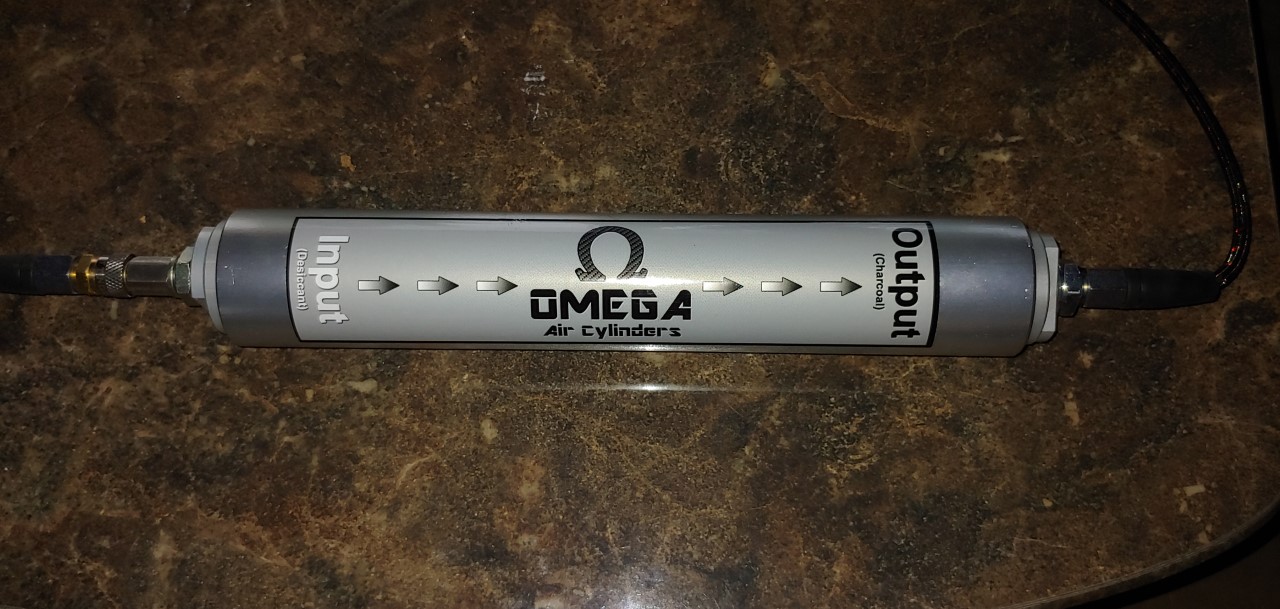 Input
(Desiccant)
Ω
OMEGA
Air Cylinders
Output
(Charcoal)